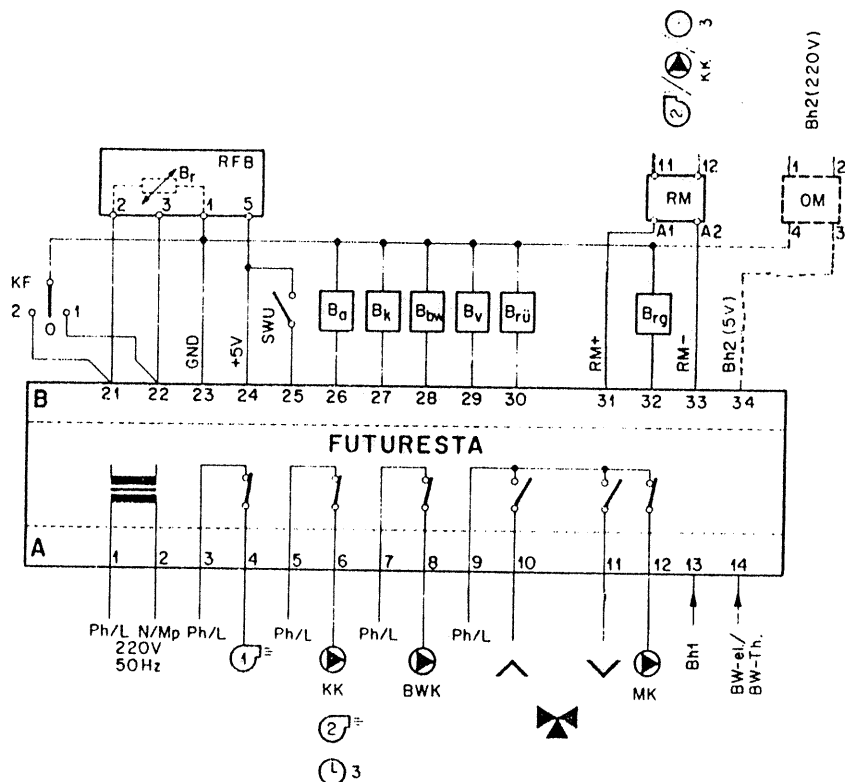 2 KK 3
Bh2 (220V)
RFB
Br
2 3 1 5
11 12
RM
A1 A2
1 2
OM
4 3
KF
2 1
0
GND
+5V
SWU
Ba Bk Bbw Bv Brü
RM+
Brg
RM-
Bh2 (5V)
21 22 23 24 25 26 27 28 29 30 31 32 33 34
B
FUTURESTA
A
1 2 3 4 5 6 7 8 9 10 11 12 13 14
Ph/L N/Mp Ph/L Ph/L Ph/L Ph/L
220V
50Hz
1
KK BWK MK
Bh1
BW-el./
BW-Th.
2
3